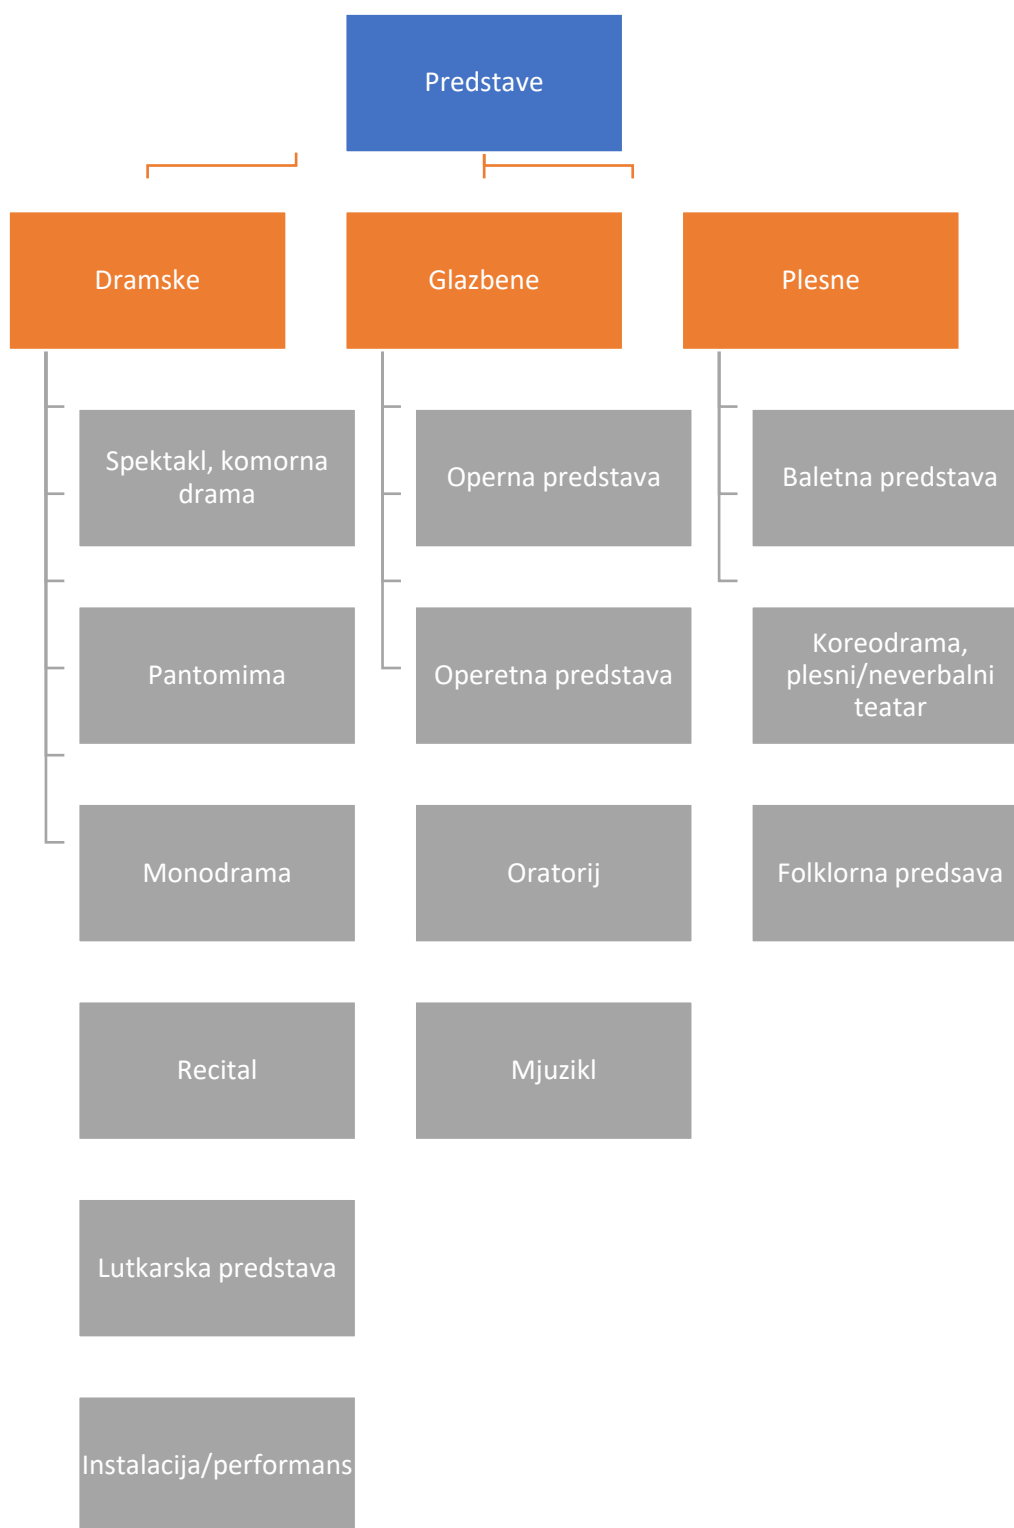 Predstave
Dramske
Glazbene
Plesne
Spektakl, komorna
drama
Operna predstava
Baletna predstava
Pantomima
Operetna predstava
Koreodrama,
plesni/neverbalni
teatar
Monodrama
Oratorij
Folklorna predsava
Recital
Mjuzikl
Lutkarska predstava
Instalacija/performans